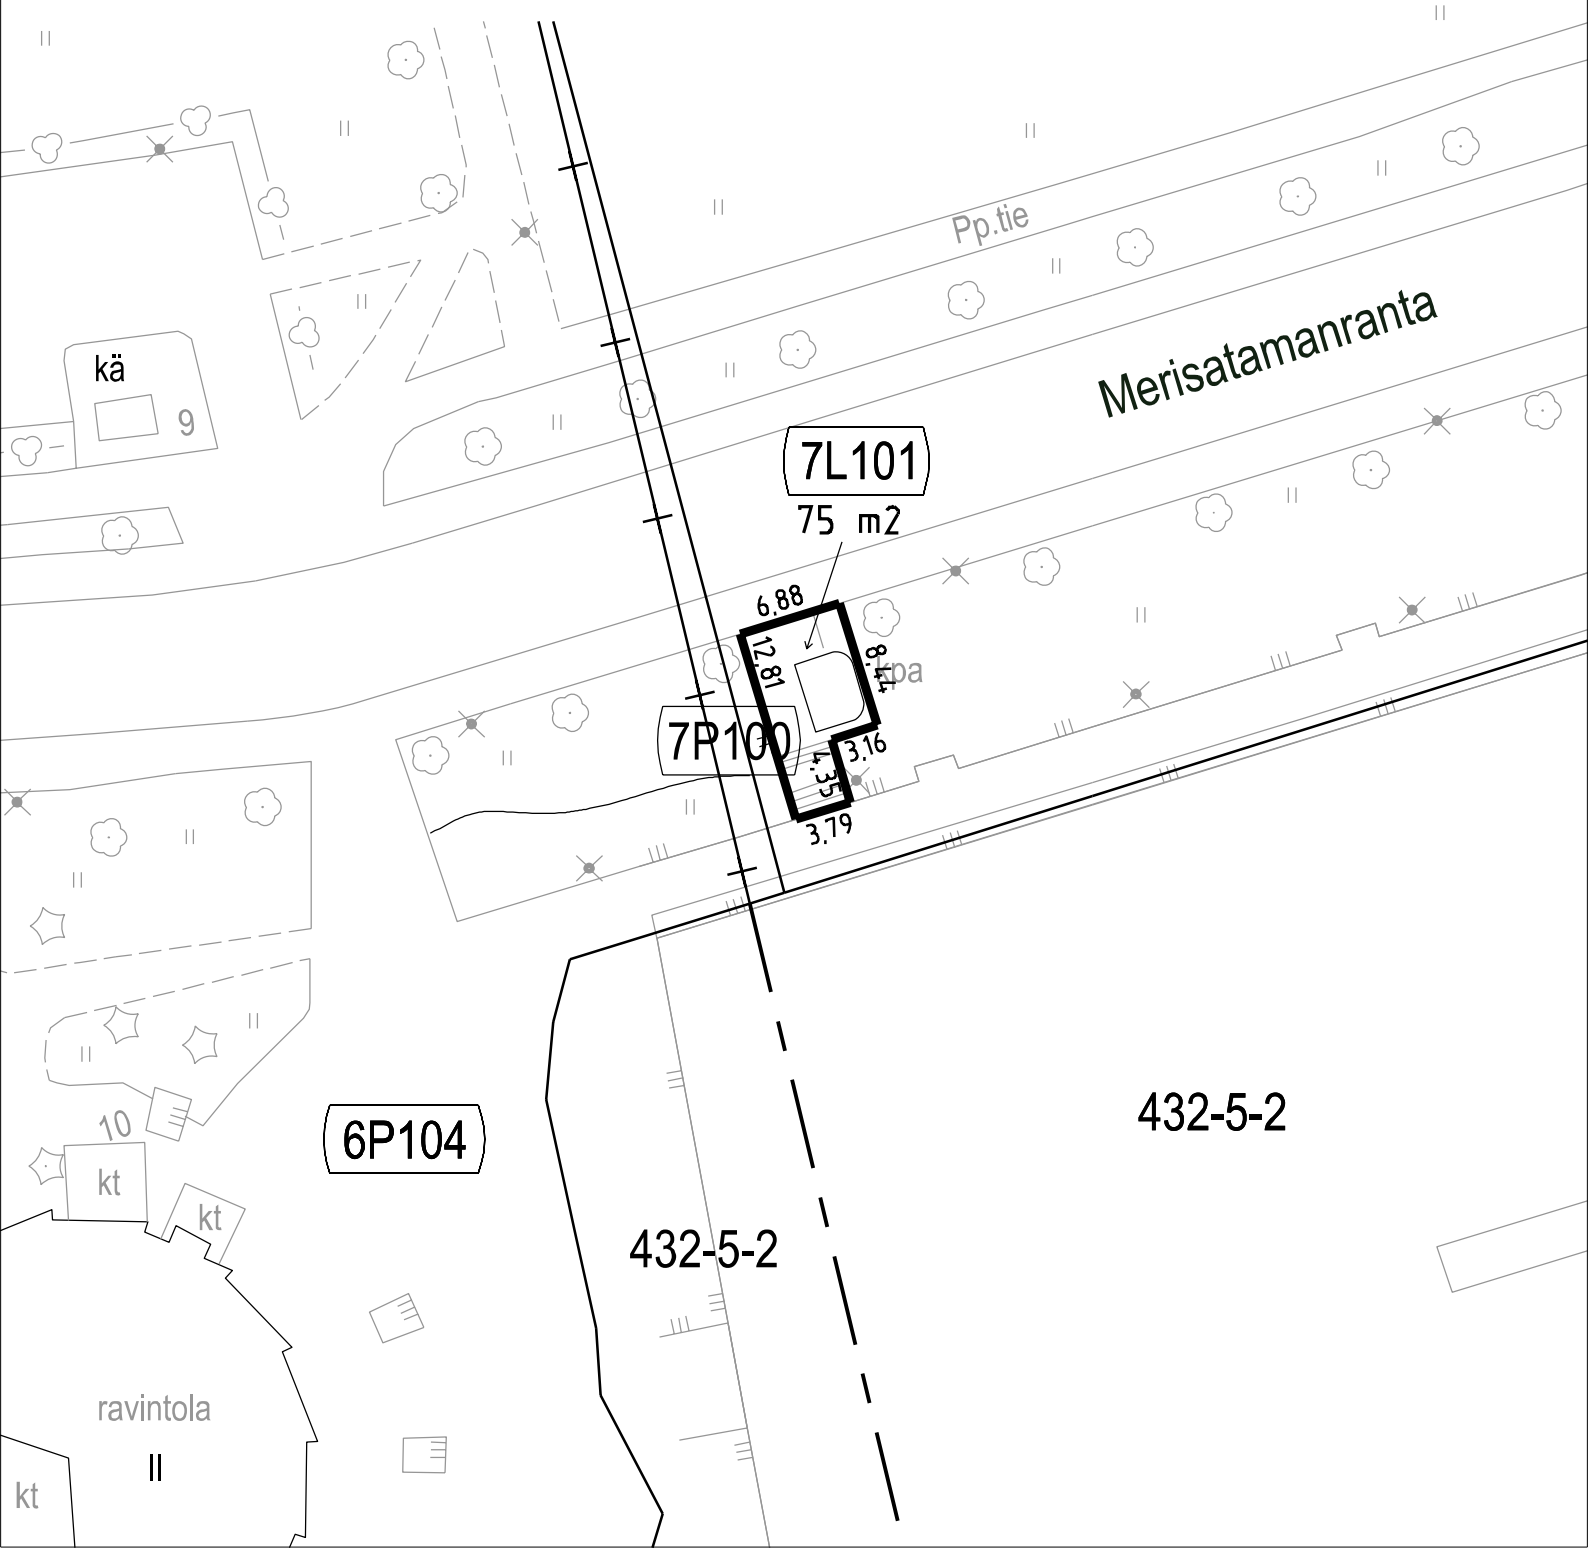 Pp.tie
Merisatamanranta
kä
9
7L101
75 m2
6,88
12,81
8,44
kpa
7P100
3,16
4,35
3,79
10
6P104
432-5-2
kt
kt
432-5-2
ravintola
II
kt